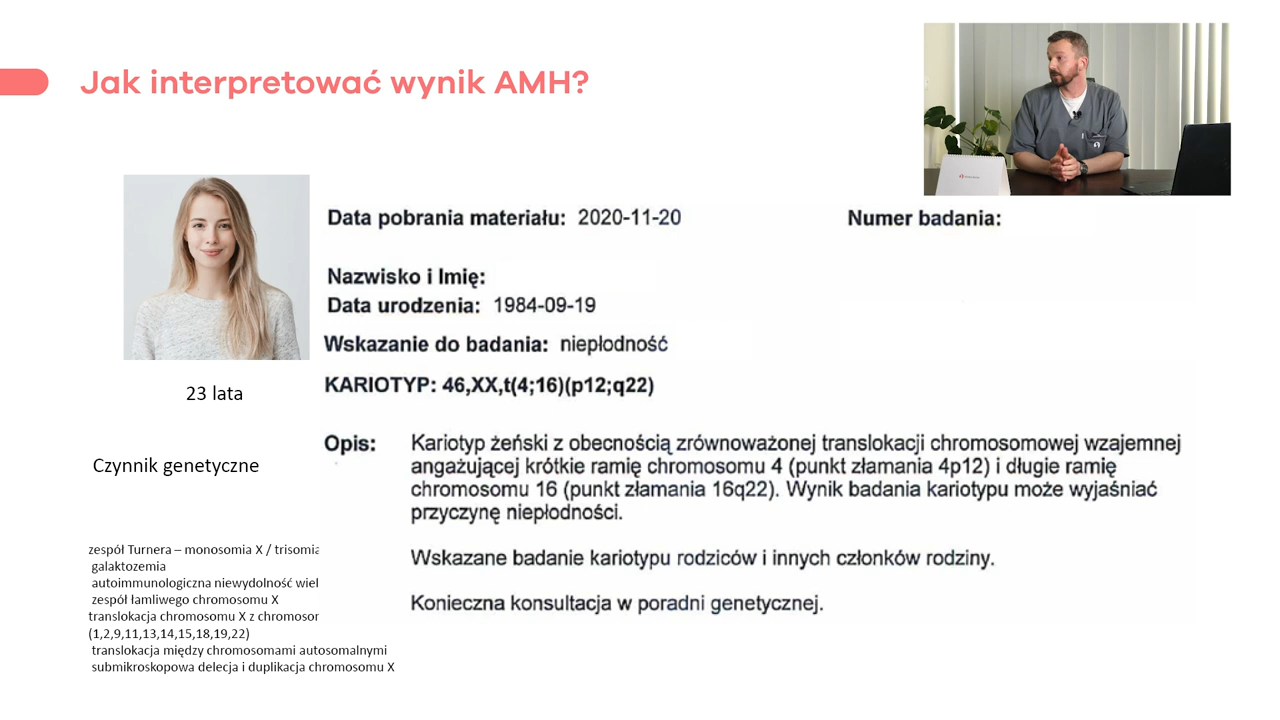 Jak interpretować wynik AMH?
Data pobrania materiału: 2020-11-20
Numer badania:
Nazwisko i Imię:
Data urodzenia: 1984-09-19
Wskazanie do badania: niepłodność
KARIOTYP: 46,XX,t(4;16)(p12;q22)
Opis: Kariotyp żeński z obecnością zrównoważonej translokacji chromosomowej wzajemnej
angażującej krótkie ramię chromosomu 4 (punkt złamania 4p12) i długie ramię
chromosomu 16 (punkt złamania 16q22). Wynik badania kariotypu może wyjaśniać
przyczynę niepłodności.
Wskazane badanie kariotypu rodziców i innych członków rodziny.
Konieczna konsultacja w poradni genetycznej.
23 lata
Czynnik genetyczne
zespół Turnera – monosomia X / trisomia
galaktozemia
autoimmunologiczna niewydolność wiel
zespół łamliwego chromosomu X
translokacja chromosomu X z chromosor
(1,2,9,11,13,14,15,18,19,22)
translokacja między chromosomami autosomalnymi
submikroskopowa delecja i duplikacja chromosomu X